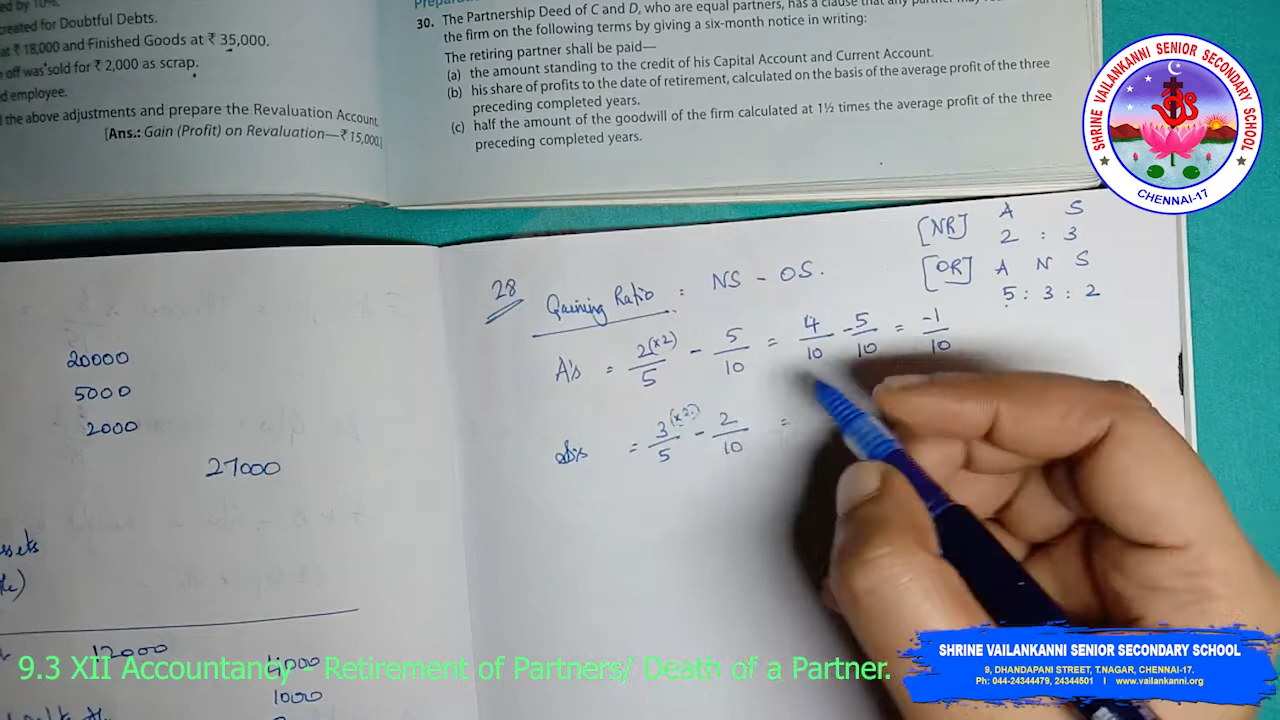 created for Doubtful Debts.
at ₹ 18,000 and Finished Goods at ₹ 35,000.
off was sold for ₹ 2,000 as scrap.
employee.
the above adjustments and prepare the Revaluation Account.
[Ans.: Gain (Profit) on Revaluation—₹ 15,000.]
30. The Partnership Deed of C and D, who are equal partners, has a clause that any partner may
the firm on the following terms by giving a six-month notice in writing:
The retiring partner shall be paid—
(a) the amount standing to the credit of his Capital Account and Current Account.
(b) his share of profits to the date of retirement, calculated on the basis of the average profit of the three
preceding completed years.
(c) half the amount of the goodwill of the firm calculated at 1½ times the average profit of the three
preceding completed years.
SHRINE VAILANKANNI SENIOR SECONDARY SCHOOL
CHENNAI-17
[NR] A S
2 : 3
[OR] A N S
5 : 3 : 2
28 Gaining Ratio : NS - OS.
A's = 2(×2)/5 - 5/10 = 4/10 - 5/10 = -1/10
S's = 3(×2)/5 - 2/10 =
20000
5000
2000
27000
12000
1000
9.3 XII Accountancy - Retirement of Partners/ Death of a Partner.
SHRINE VAILANKANNI SENIOR SECONDARY SCHOOL
9, DHANDAPANI STREET, T.NAGAR, CHENNAI-17.
Ph: 044-24344479, 24344501 I www.vailankanni.org